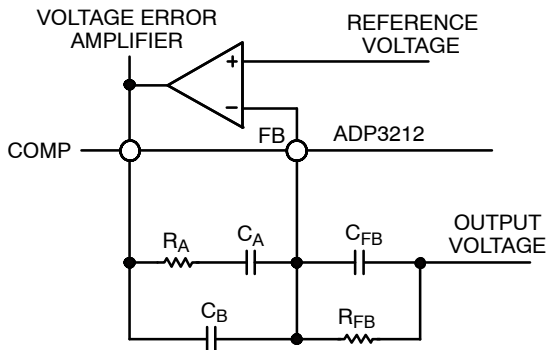 VOLTAGE ERROR
AMPLIFIER
REFERENCE
VOLTAGE
+
−
COMP
FB
ADP3212
RA
CA
CFB
OUTPUT
VOLTAGE
CB
RFB